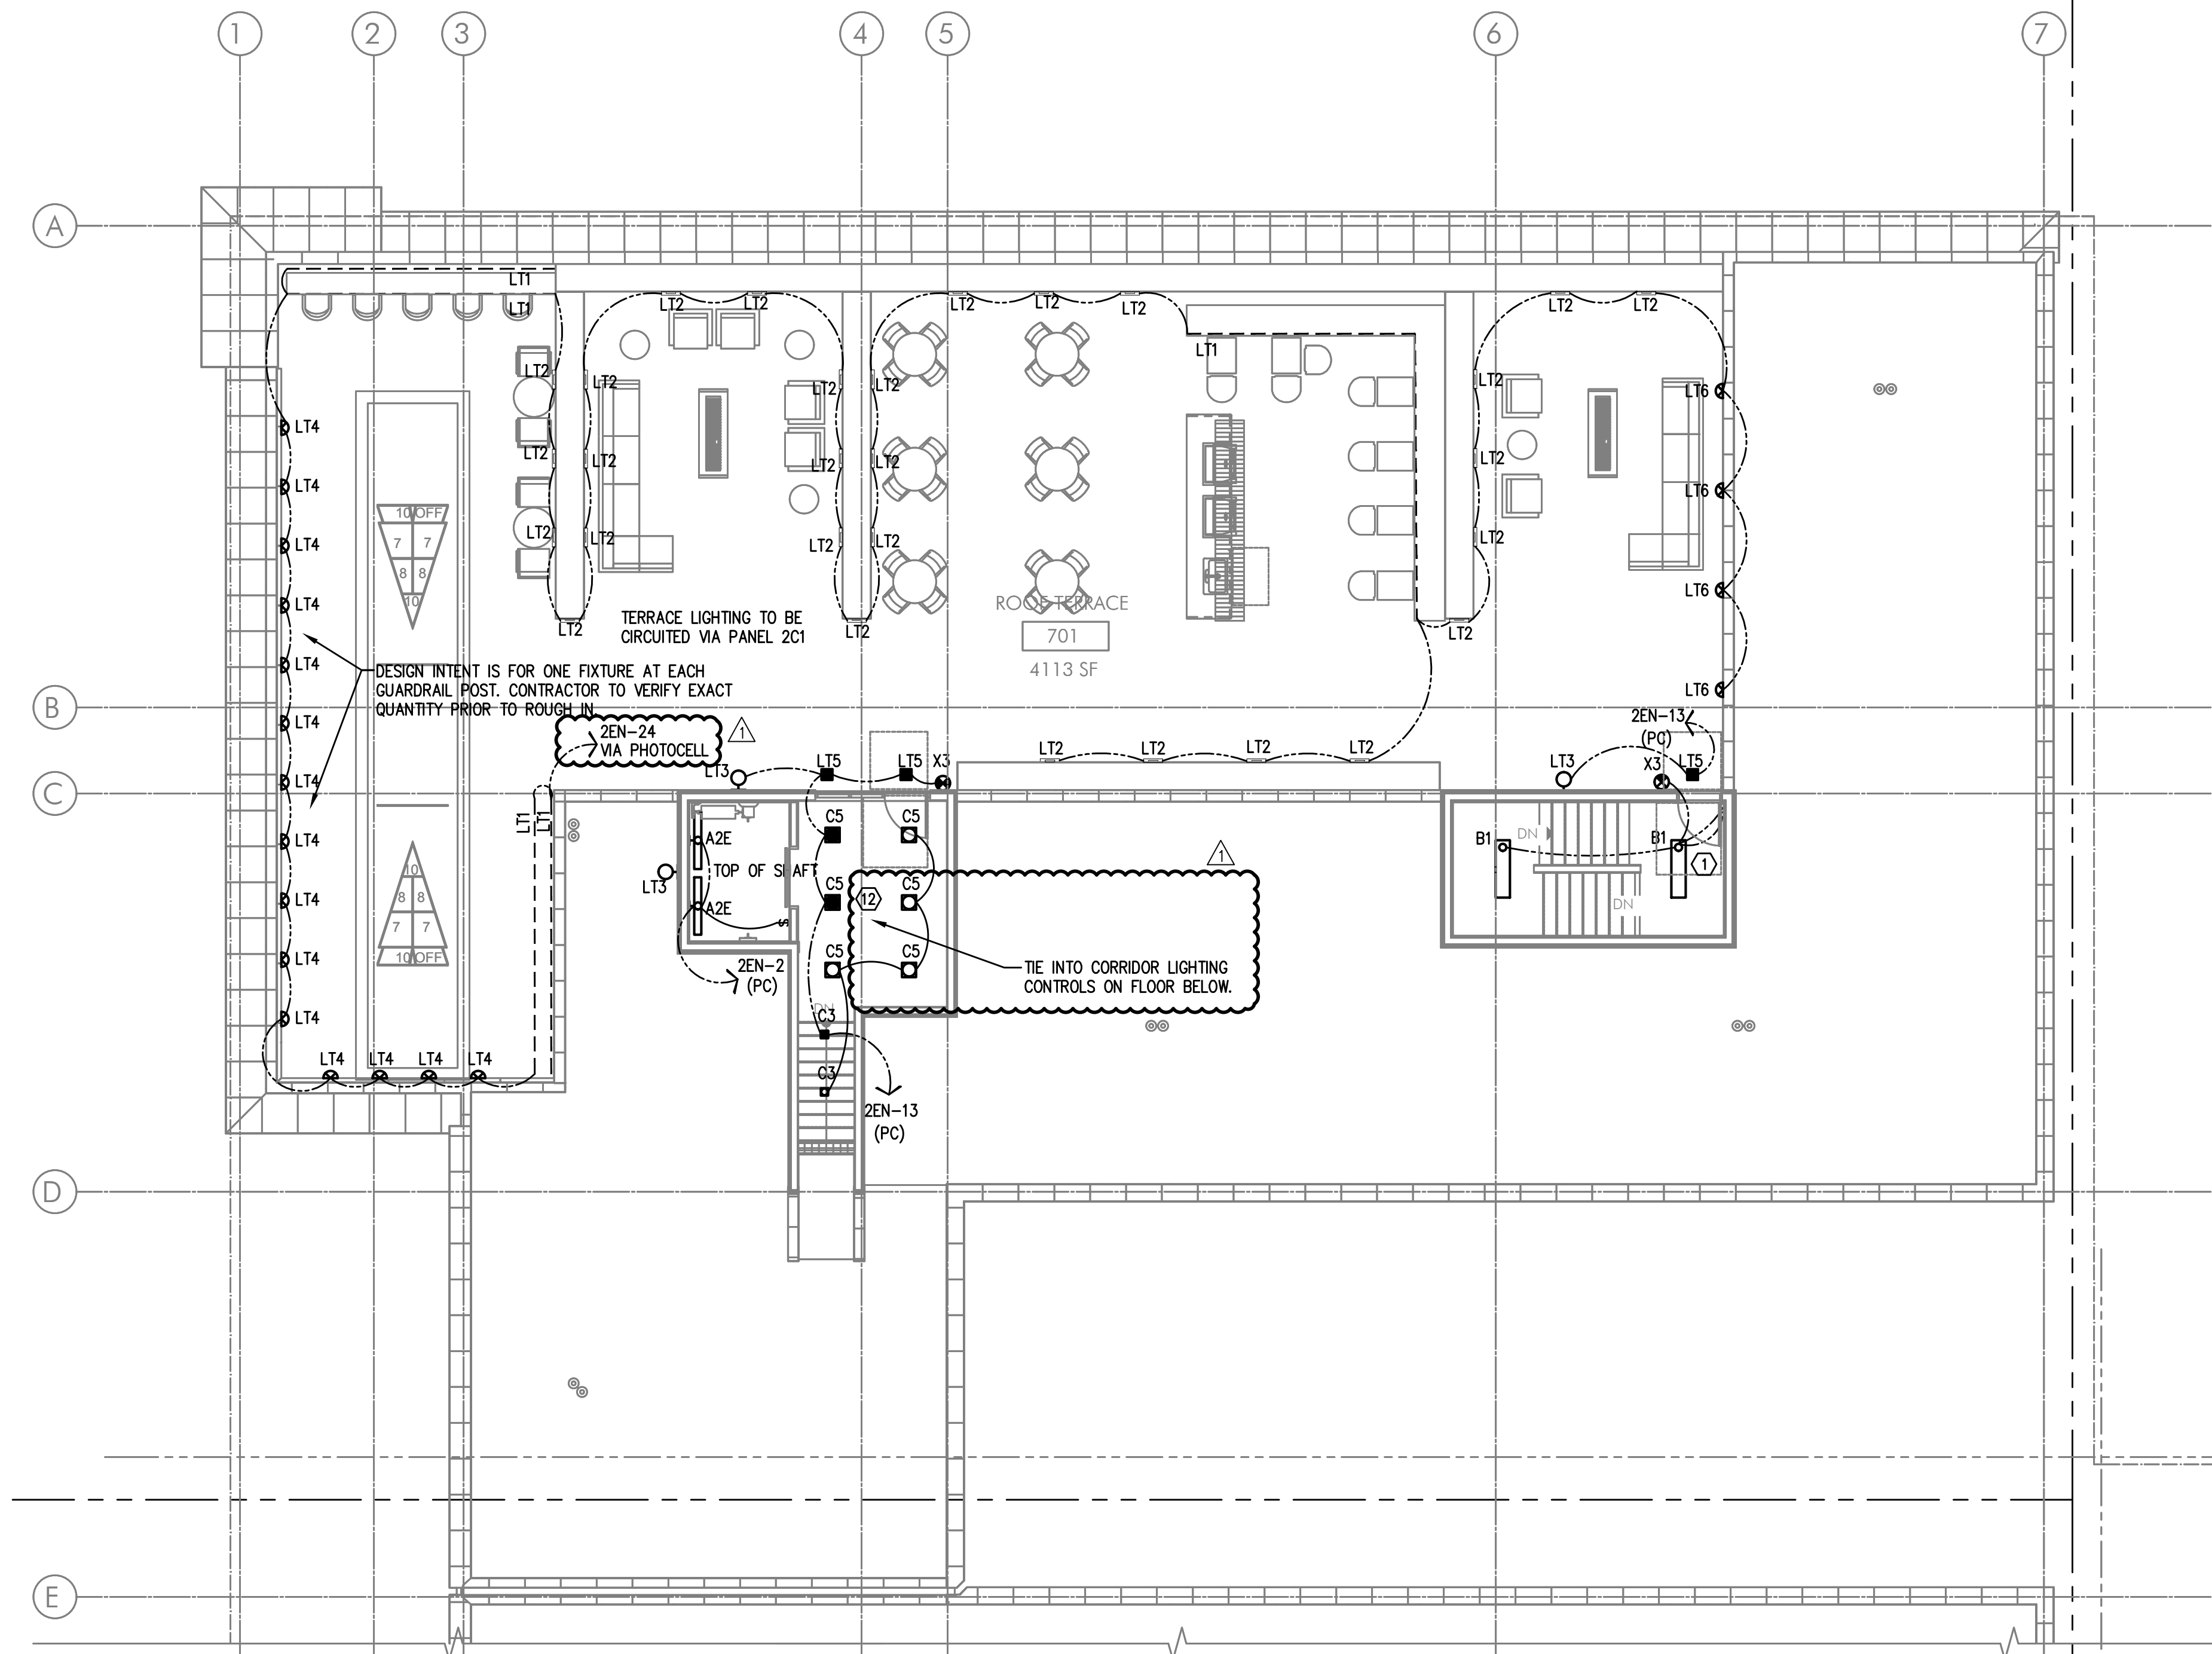 1
2
3
4
5
6
7
A
LT1
LT1
LT2
LT2
LT2
LT2
LT2
LT2
LT2
LT1
LT2
LT2
LT2
LT2
LT2
LT6
LT4
LT2
LT2
LT2
LT2
LT2
LT6
LT4
10 OFF
7 7
8 8
10
LT2
LT2
LT2
LT2
LT2
LT4
LT4
LT6
ROOF TERRACE
701
4113 SF
TERRACE LIGHTING TO BE
CIRCUITED VIA PANEL 2C1
LT2
LT2
LT2
LT4
DESIGN INTENT IS FOR ONE FIXTURE AT EACH
GUARDRAIL POST. CONTRACTOR TO VERIFY EXACT
QUANTITY PRIOR TO ROUGH IN.
LT6
B
LT4
2EN-24
VIA PHOTOCELL
1
2EN-13
(PC)
LT2
LT2
LT2
LT2
LT3
LT5
LT5
X3
LT3
X3
LT5
C
LT4
LT1
LT1
C5
C5
DN
B1
B1
1
LT4
A2E
TOP OF SHAFT
LT3
1
10
8 8
7 7
10 OFF
LT4
A2E
S
C5
12
C5
DN
LT4
C5
C5
2EN-2
(PC)
TIE INTO CORRIDOR LIGHTING
CONTROLS ON FLOOR BELOW.
LT4
DN
C3
LT4
LT4
LT4
LT4
C3
2EN-13
(PC)
D
E